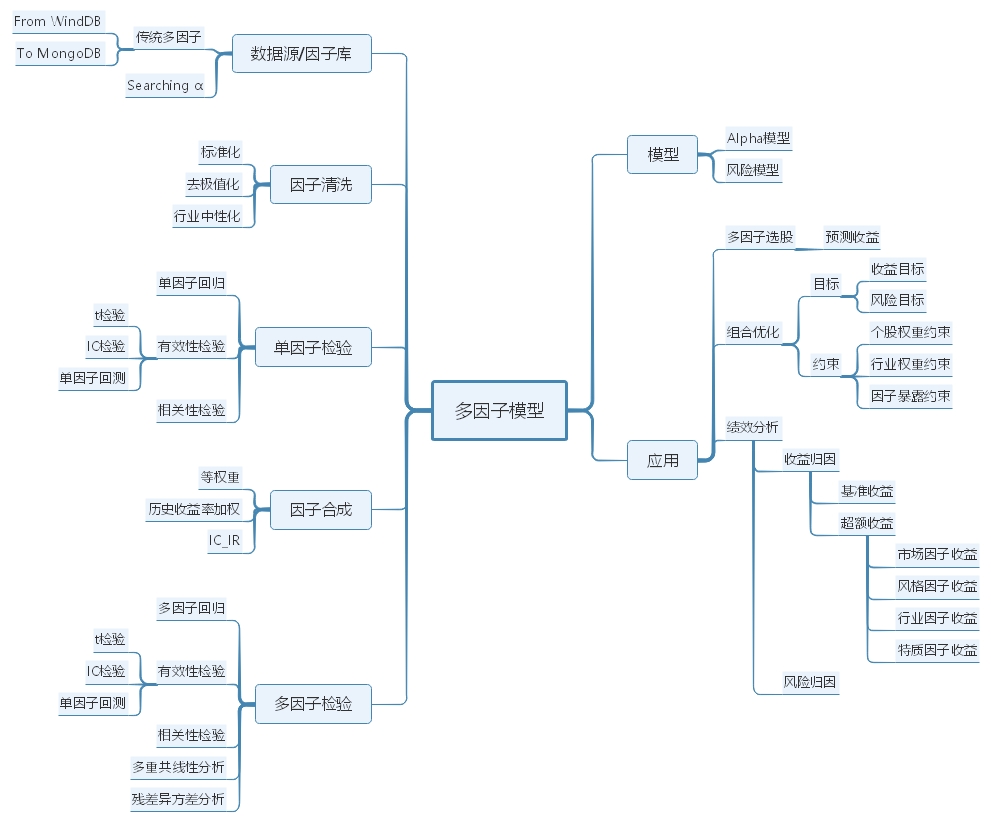 From WindDB
To MongoDB
传统多因子
Searching α
数据源/因子库
标准化
去极值化
行业中性化
因子清洗
单因子回归
t检验
IC检验
单因子回测
有效性检验
相关性检验
单因子检验
等权重
历史收益率加权
IC_IR
因子合成
多因子回归
t检验
IC检验
单因子回测
有效性检验
相关性检验
多重共线性分析
残差异方差分析
多因子检验
多因子模型
模型
Alpha模型
风险模型
应用
多因子选股
预测收益
组合优化
目标
收益目标
风险目标
约束
个股权重约束
行业权重约束
因子暴露约束
绩效分析
收益归因
基准收益
超额收益
市场因子收益
风格因子收益
行业因子收益
特质因子收益
风险归因